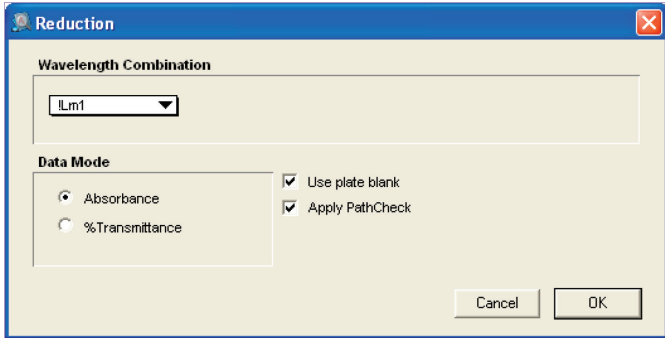 Reduction
Wavelength Combination
!Lm1
Data Mode
Absorbance
%Transmittance
Use plate blank
Apply PathCheck
Cancel
OK